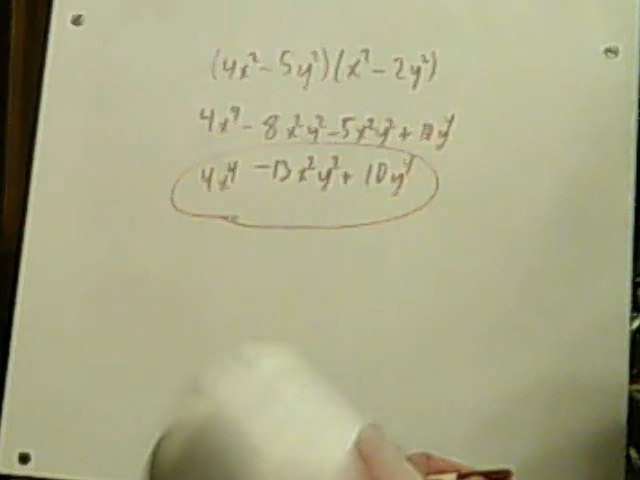 (4x² - 5y²)(x² - 2y²)
4x⁴ - 8x²y² - 5x²y² + 10y⁴
4x⁴ - 13x²y² + 10y⁴